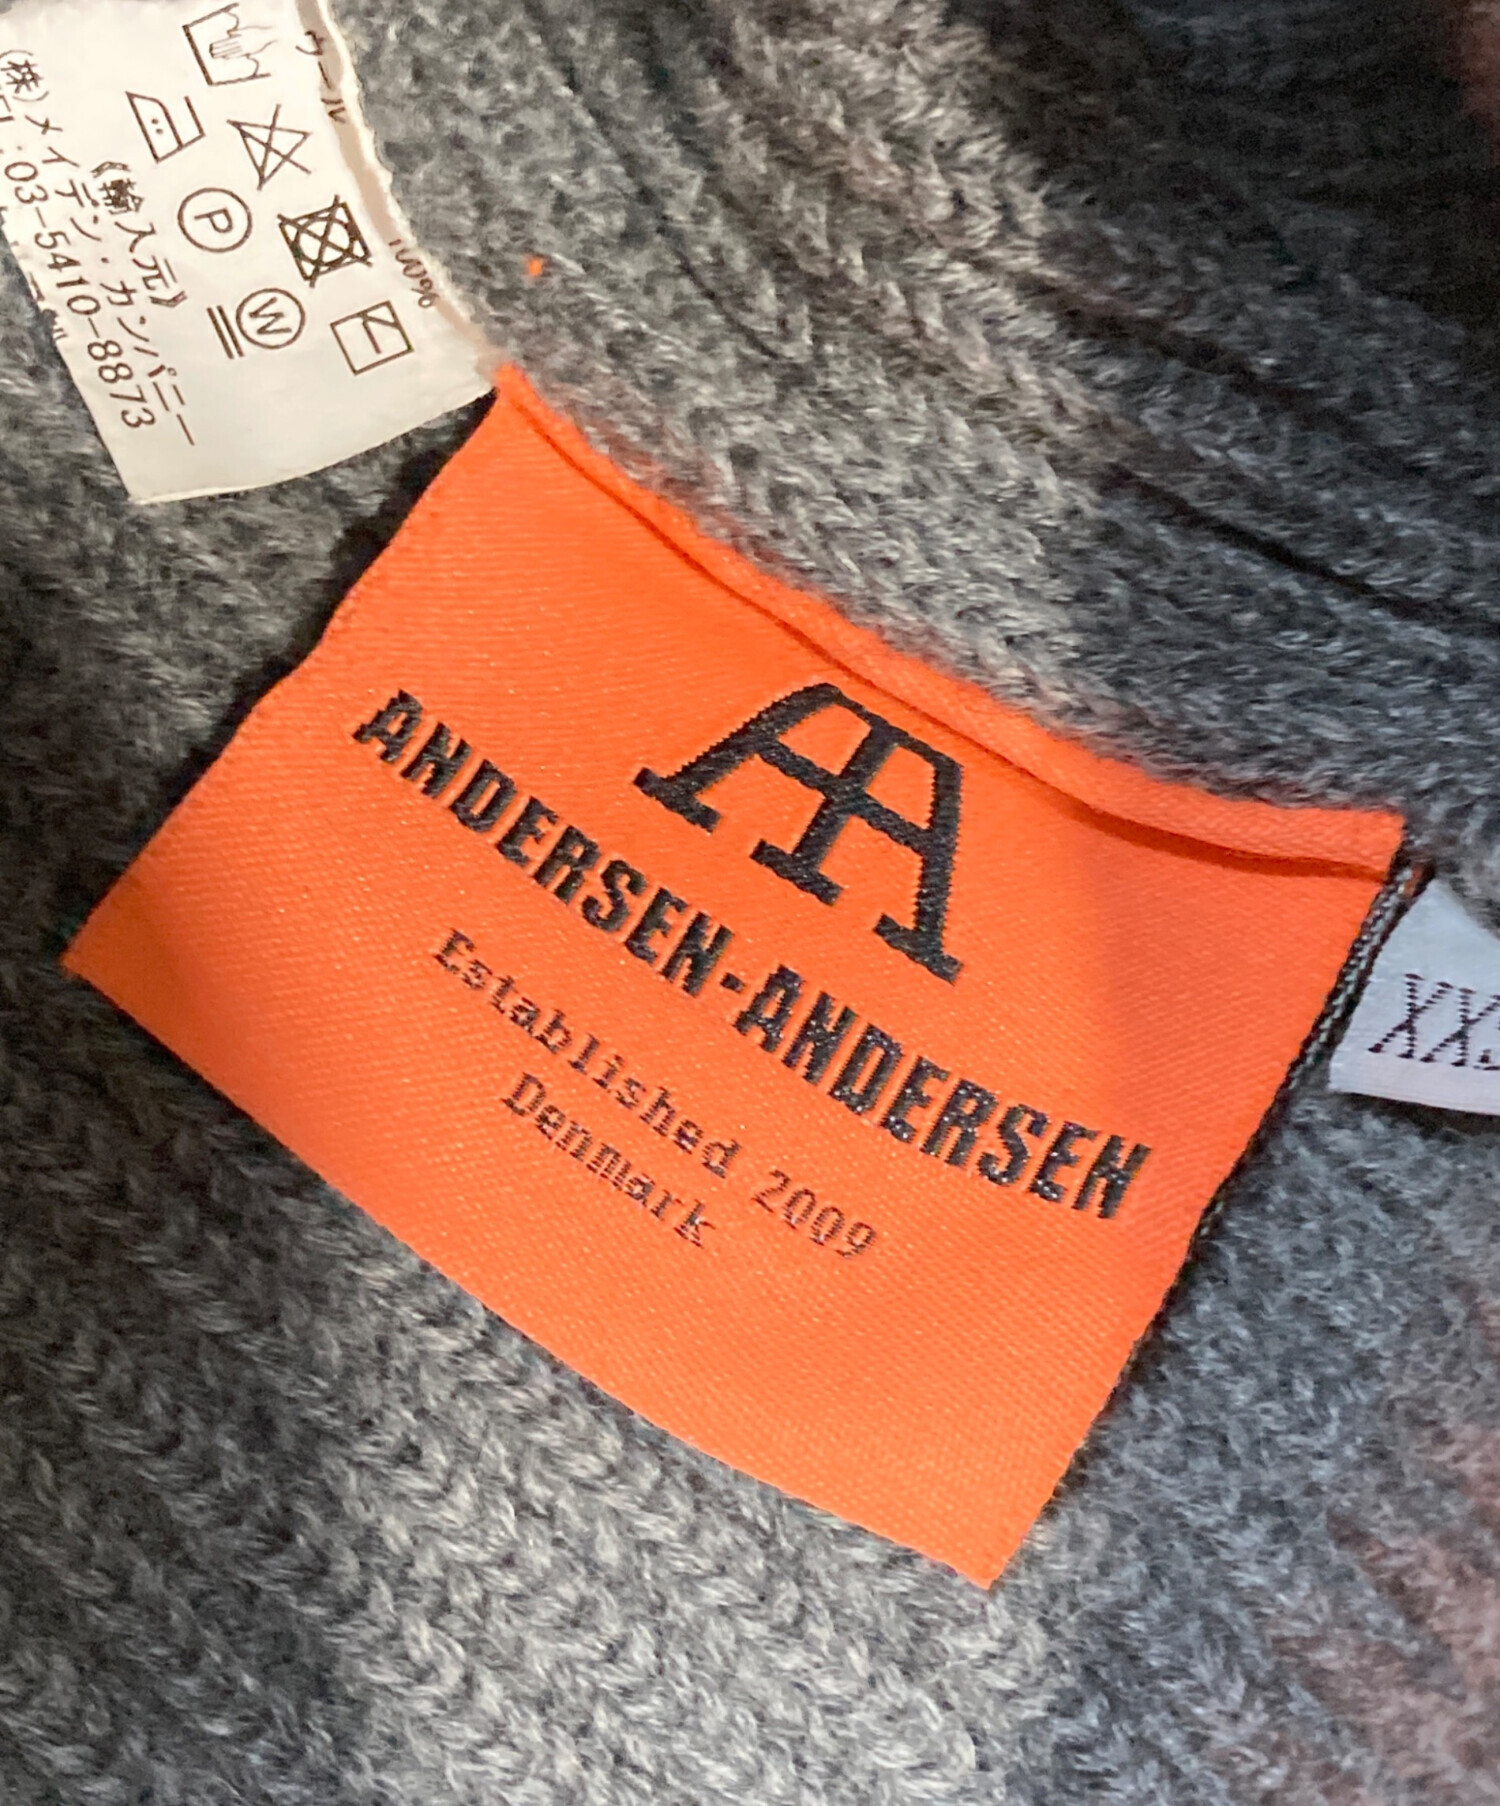 ウール
100%
P
W
《輸入元》
(株)メイデン・カンパニー
:03-5410-8873
AA
ANDERSEN-ANDERSEN
Established 2009
Denmark
XXS